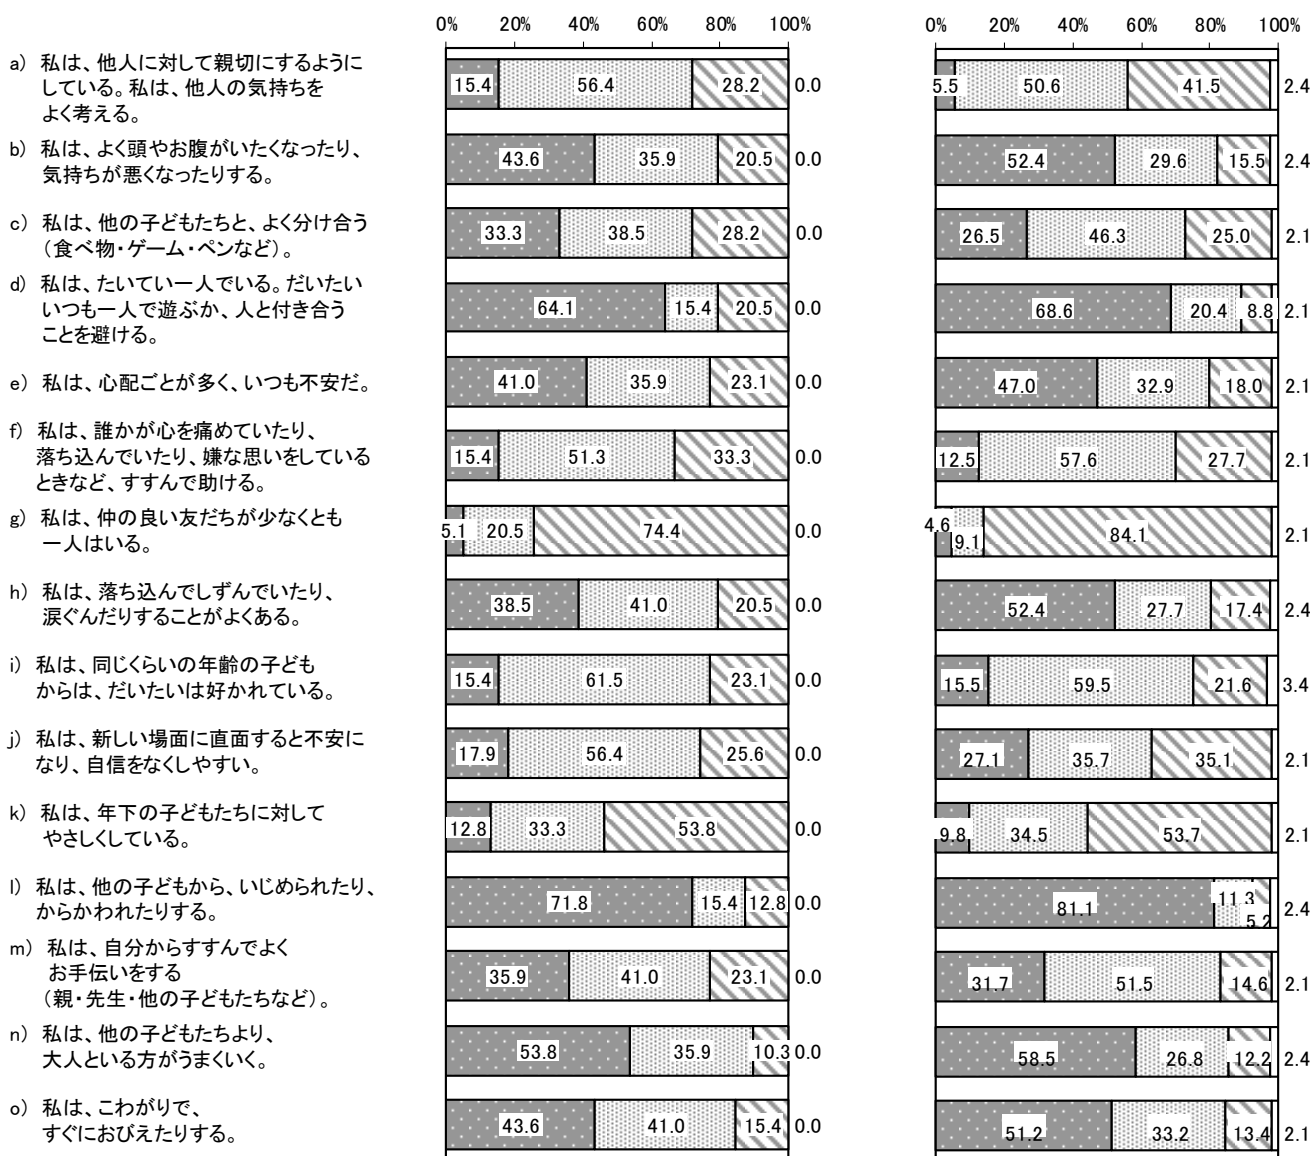 0% 20% 40% 60% 80% 100% 0% 20% 40% 60% 80% 100%
a) 私は、他人に対して親切にするように
している。私は、他人の気持ちを
よく考える。
15.4 56.4 28.2 0.0 5.5 50.6 41.5 2.4
b) 私は、よく頭やお腹がいたくなったり、
気持ちが悪くなったりする。
43.6 35.9 20.5 0.0 52.4 29.6 15.5 2.4
c) 私は、他の子どもたちと、よく分け合う
(食べ物・ゲーム・ペンなど)。
33.3 38.5 28.2 0.0 26.5 46.3 25.0 2.1
d) 私は、たいてい一人でいる。だいたい
いつも一人で遊ぶか、人と付き合う
ことを避ける。
64.1 15.4 20.5 0.0 68.6 20.4 8.8 2.1
e) 私は、心配ごとが多く、いつも不安だ。
41.0 35.9 23.1 0.0 47.0 32.9 18.0 2.1
f) 私は、誰かが心を痛めていたり、
落ち込んでいたり、嫌な思いをしている
ときなど、すすんで助ける。
15.4 51.3 33.3 0.0 12.5 57.6 27.7 2.1
g) 私は、仲の良い友だちが少なくとも
一人はいる。
5.1 20.5 74.4 0.0 4.6 9.1 84.1 2.1
h) 私は、落ち込んでしずんでいたり、
涙ぐんだりすることがよくある。
38.5 41.0 20.5 0.0 52.4 27.7 17.4 2.4
i) 私は、同じくらいの年齢の子ども
からは、だいたいは好かれている。
15.4 61.5 23.1 0.0 15.5 59.5 21.6 3.4
j) 私は、新しい場面に直面すると不安に
なり、自信をなくしやすい。
17.9 56.4 25.6 0.0 27.1 35.7 35.1 2.1
k) 私は、年下の子どもたちに対して
やさしくしている。
12.8 33.3 53.8 0.0 9.8 34.5 53.7 2.1
l) 私は、他の子どもから、いじめられたり、
からかわれたりする。
71.8 15.4 12.8 0.0 81.1 11.3 5.2 2.4
m) 私は、自分からすすんでよく
お手伝いをする
(親・先生・他の子どもたちなど)。
35.9 41.0 23.1 0.0 31.7 51.5 14.6 2.1
n) 私は、他の子どもたちより、
大人といる方がうまくいく。
53.8 35.9 10.3 0.0 58.5 26.8 12.2 2.4
o) 私は、こわがりで、
すぐにおびえたりする。
43.6 41.0 15.4 0.0 51.2 33.2 13.4 2.1